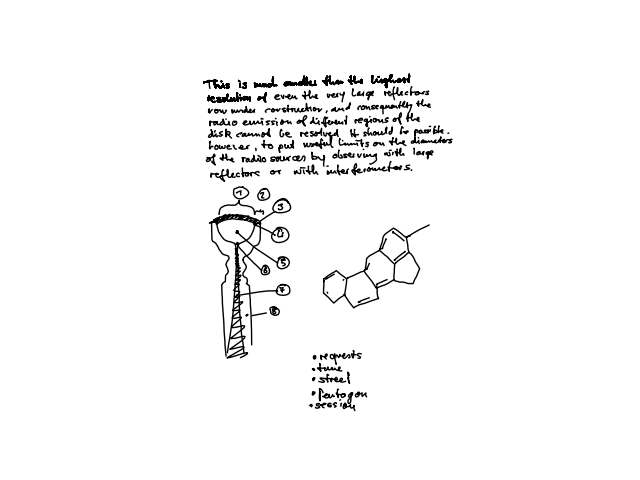 This is much smaller than the highest
resolution of even the very large reflectors
now under construction, and consequently the
radio emission of different regions of the
disk cannot be resolved. It should be possible,
however, to put useful limits on the diameters
of the radio sources by observing with large
reflectors or with interferometers.
1 2
3
4
5
6
7
8
• requests
• tune
• street
• pentagon
• session